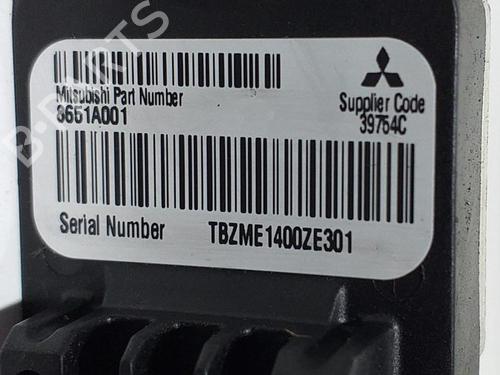 Mitsubishi Part Number
8651A001
Supplier Code
39754C
Serial Number TBZME1400ZE301
B-PARTS